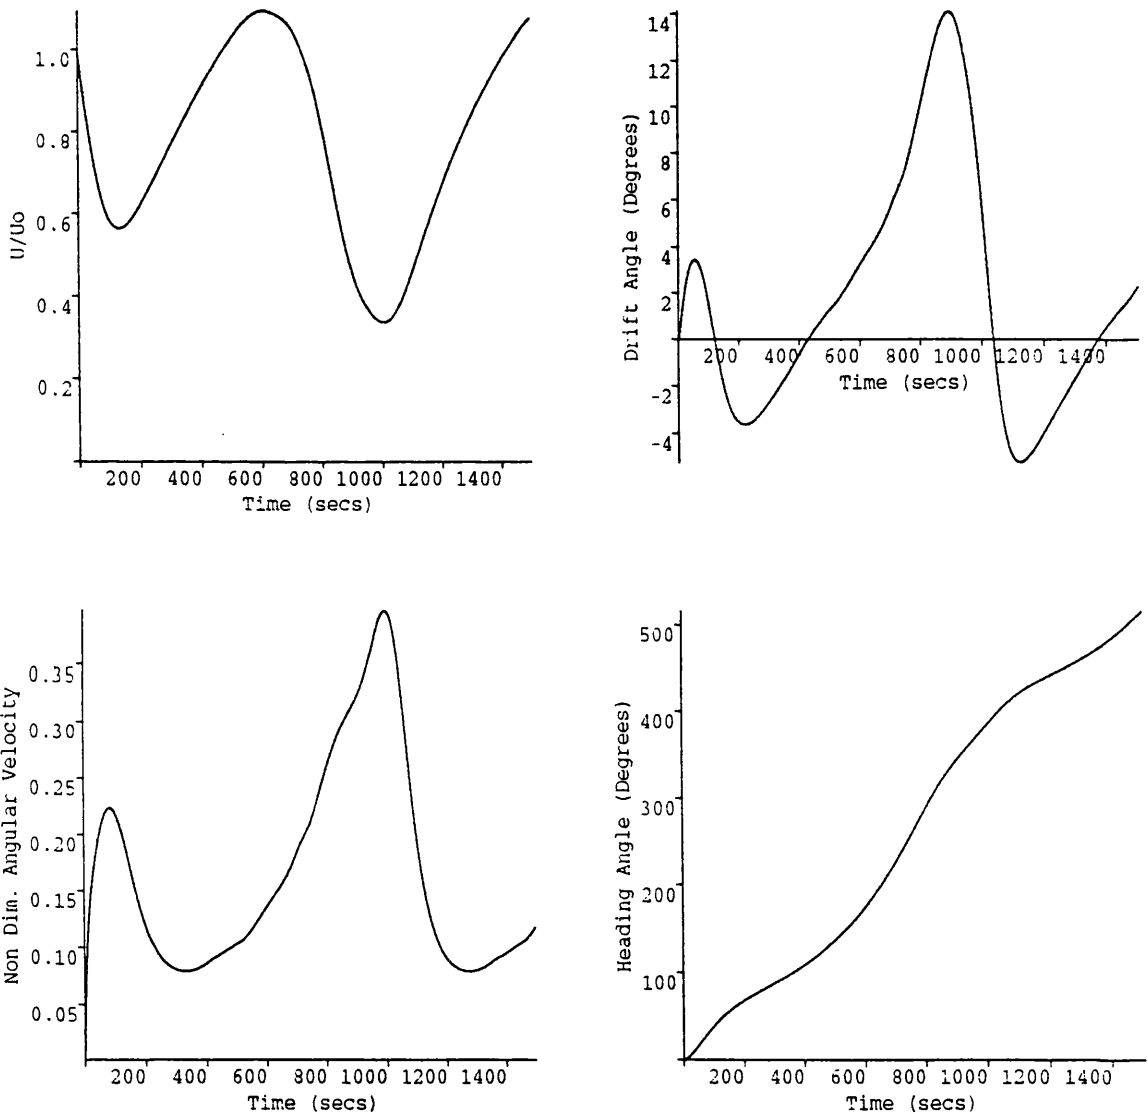 1.0
0.8
0.6
0.4
0.2
U/Uo
200 400 600 800 1000 1200 1400
Time (secs)
14
12
10
8
6
4
2
-2
-4
Drift Angle (Degrees)
200 400 600 800 1000 1200 1400
Time (secs)
0.35
0.30
0.25
0.20
0.15
0.10
0.05
Non Dim. Angular Velocity
200 400 600 800 1000 1200 1400
Time (secs)
500
400
300
200
100
Heading Angle (Degrees)
200 400 600 800 1000 1200 1400
Time (secs)